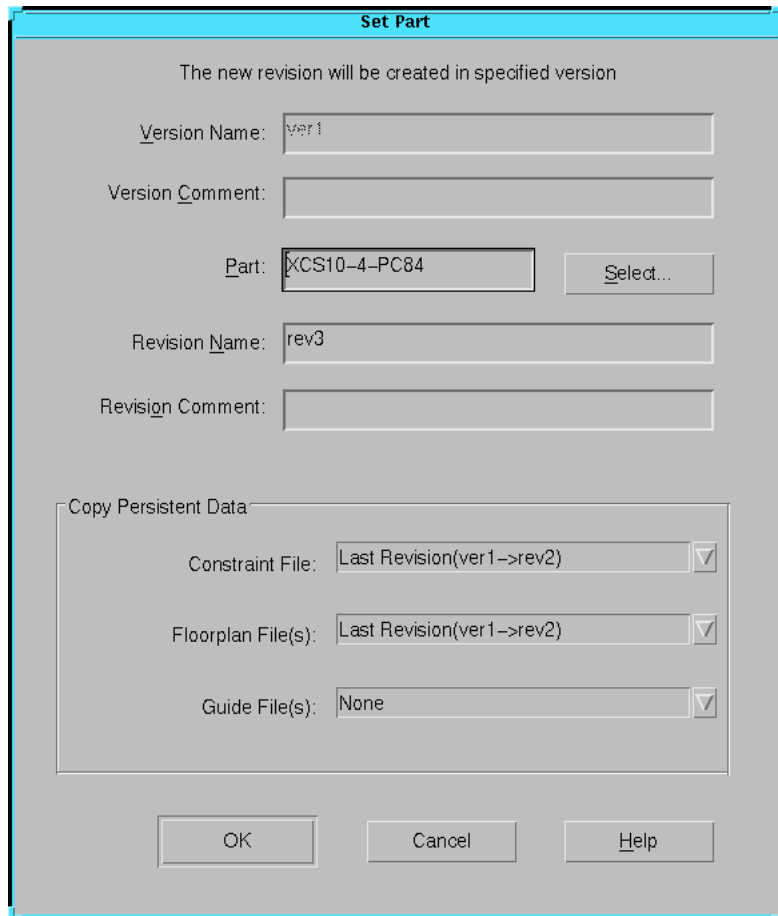 Set Part
The new revision will be created in specified version
Version Name: ver1
Version Comment:
Part: XCS10-4-PC84 Select...
Revision Name: rev3
Revision Comment:
Copy Persistent Data
Constraint File: Last Revision(ver1->rev2)
Floorplan File(s): Last Revision(ver1->rev2)
Guide File(s): None
OK Cancel Help